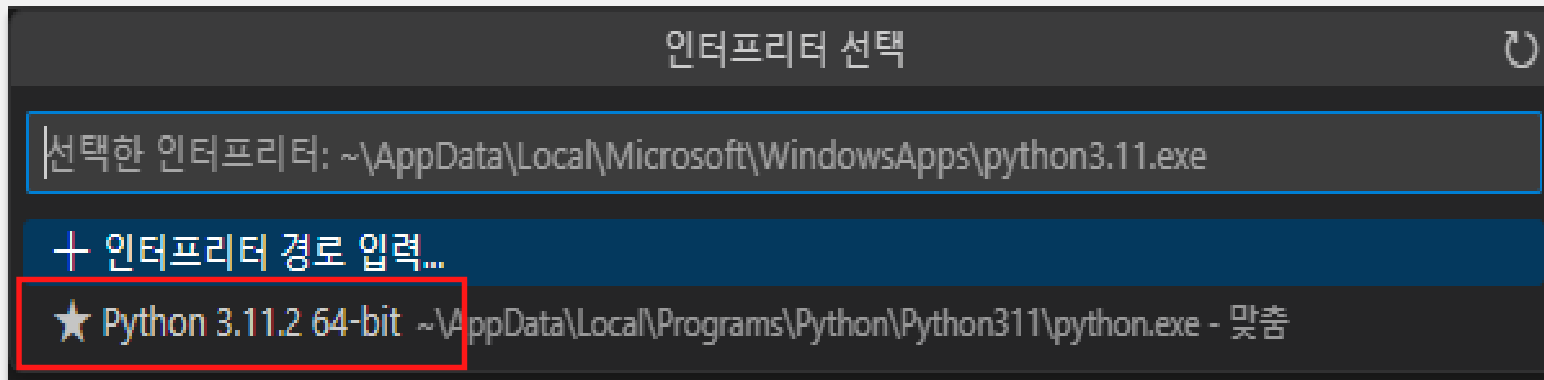 인터프리터 선택
선택한 인터프리터: ~\AppData\Local\Microsoft\WindowsApps\python3.11.exe
+ 인터프리터 경로 입력...
★ Python 3.11.2 64-bit ~\AppData\Local\Programs\Python\Python311\python.exe - 맞춤